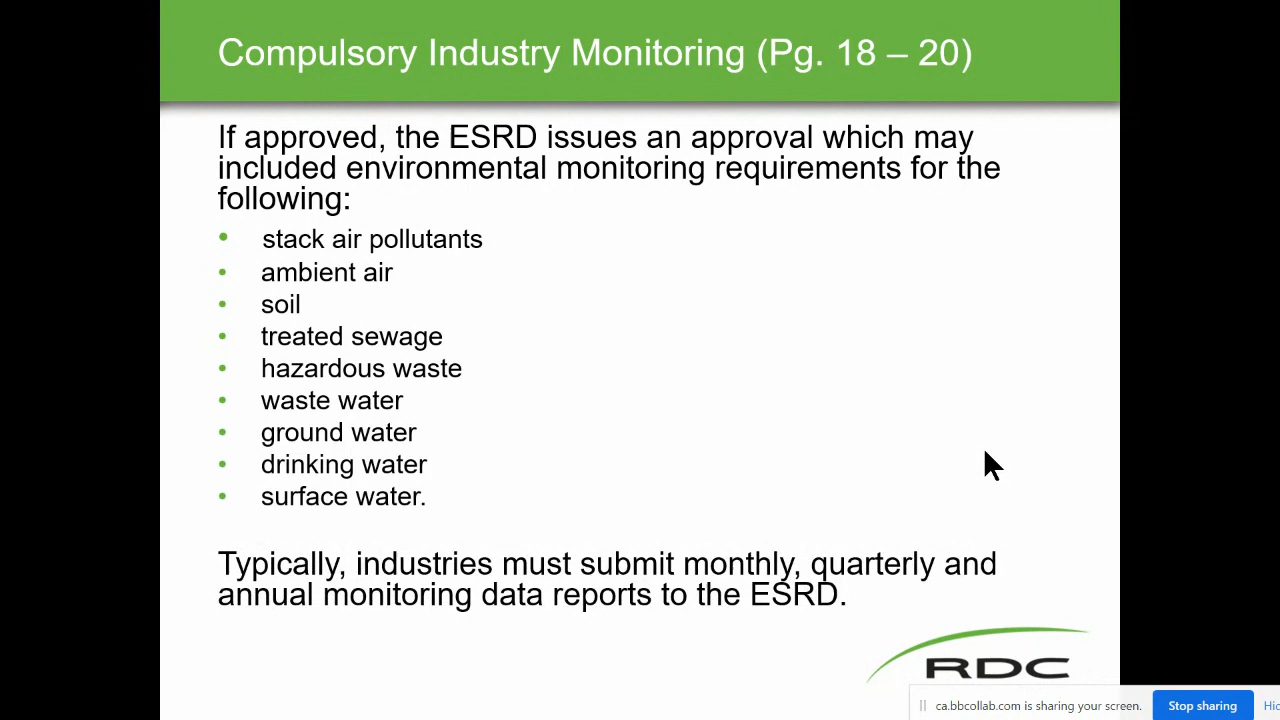 Compulsory Industry Monitoring (Pg. 18 – 20)
If approved, the ESRD issues an approval which may
included environmental monitoring requirements for the
following:
• stack air pollutants
• ambient air
• soil
• treated sewage
• hazardous waste
• waste water
• ground water
• drinking water
• surface water.
Typically, industries must submit monthly, quarterly and
annual monitoring data reports to the ESRD.
RDC
ca.bbcollab.com is sharing your screen. Stop sharing